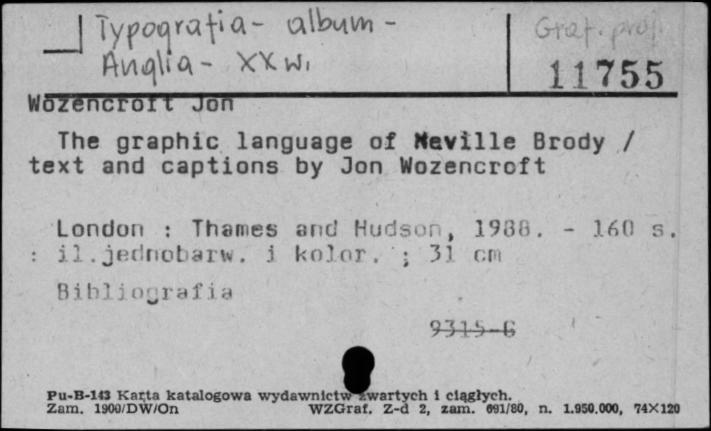 Typografia - album - Graf. proj.
Anglia - XX w. 11755
Wozencroft Jon
The graphic language of Neville Brody /
text and captions by Jon Wozencroft
London : Thames and Hudson, 1988. - 160 s.
: il.jednobarw. i kolor. ; 31 cm
Bibliografia
9315-G
Pu-B-143 Karta katalogowa wydawnictw zwartych i ciągłych.
Zam. 1900/DW/On WZGraf. Z-d 2, zam. 691/80, n. 1.950.000, 74×120